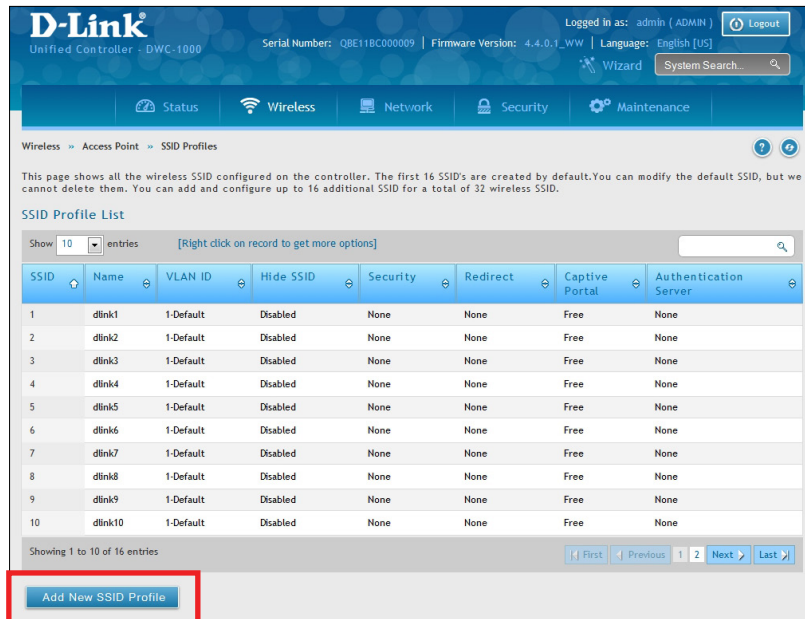 D-Link®
Unified Controller - DWC-1000
Logged in as: admin ( ADMIN ) Logout
Serial Number: QBE11BC000009 | Firmware Version: 4.4.0.1_WW | Language: English [US]
Wizard System Search...
Status Wireless Network Security Maintenance
Wireless » Access Point » SSID Profiles
This page shows all the wireless SSID configured on the controller. The first 16 SSID's are created by default.You can modify the default SSID, but we
cannot delete them. You can add and configure up to 16 additional SSID for a total of 32 wireless SSID.
SSID Profile List
Show 10 entries [Right click on record to get more options]
SSID Name VLAN ID Hide SSID Security Redirect Captive Portal Authentication Server
1 dlink1 1-Default Disabled None None Free None
2 dlink2 1-Default Disabled None None Free None
3 dlink3 1-Default Disabled None None Free None
4 dlink4 1-Default Disabled None None Free None
5 dlink5 1-Default Disabled None None Free None
6 dlink6 1-Default Disabled None None Free None
7 dlink7 1-Default Disabled None None Free None
8 dlink8 1-Default Disabled None None Free None
9 dlink9 1-Default Disabled None None Free None
10 dlink10 1-Default Disabled None None Free None
Showing 1 to 10 of 16 entries First Previous 1 2 Next Last
Add New SSID Profile